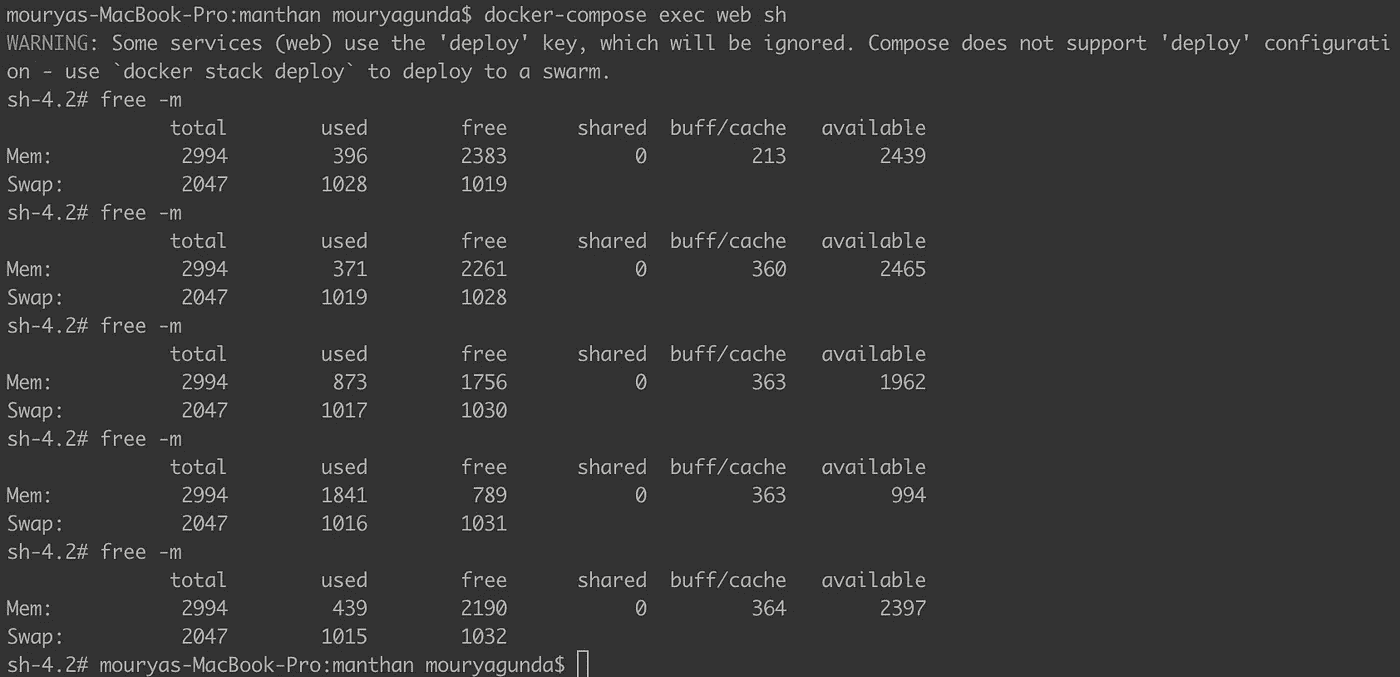 mouryas-MacBook-Pro:manthan mouryagunda$ docker-compose exec web sh
WARNING: Some services (web) use the 'deploy' key, which will be ignored. Compose does not support 'deploy' configurati
on - use `docker stack deploy` to deploy to a swarm.
sh-4.2# free -m
              total        used        free      shared  buff/cache   available
Mem:           2994         396        2383           0         213        2439
Swap:          2047        1028        1019
sh-4.2# free -m
              total        used        free      shared  buff/cache   available
Mem:           2994         371        2261           0         360        2465
Swap:          2047        1019        1028
sh-4.2# free -m
              total        used        free      shared  buff/cache   available
Mem:           2994         873        1756           0         363        1962
Swap:          2047        1017        1030
sh-4.2# free -m
              total        used        free      shared  buff/cache   available
Mem:           2994        1841         789           0         363         994
Swap:          2047        1016        1031
sh-4.2# free -m
              total        used        free      shared  buff/cache   available
Mem:           2994         439        2190           0         364        2397
Swap:          2047        1015        1032
sh-4.2# mouryas-MacBook-Pro:manthan mouryagunda$